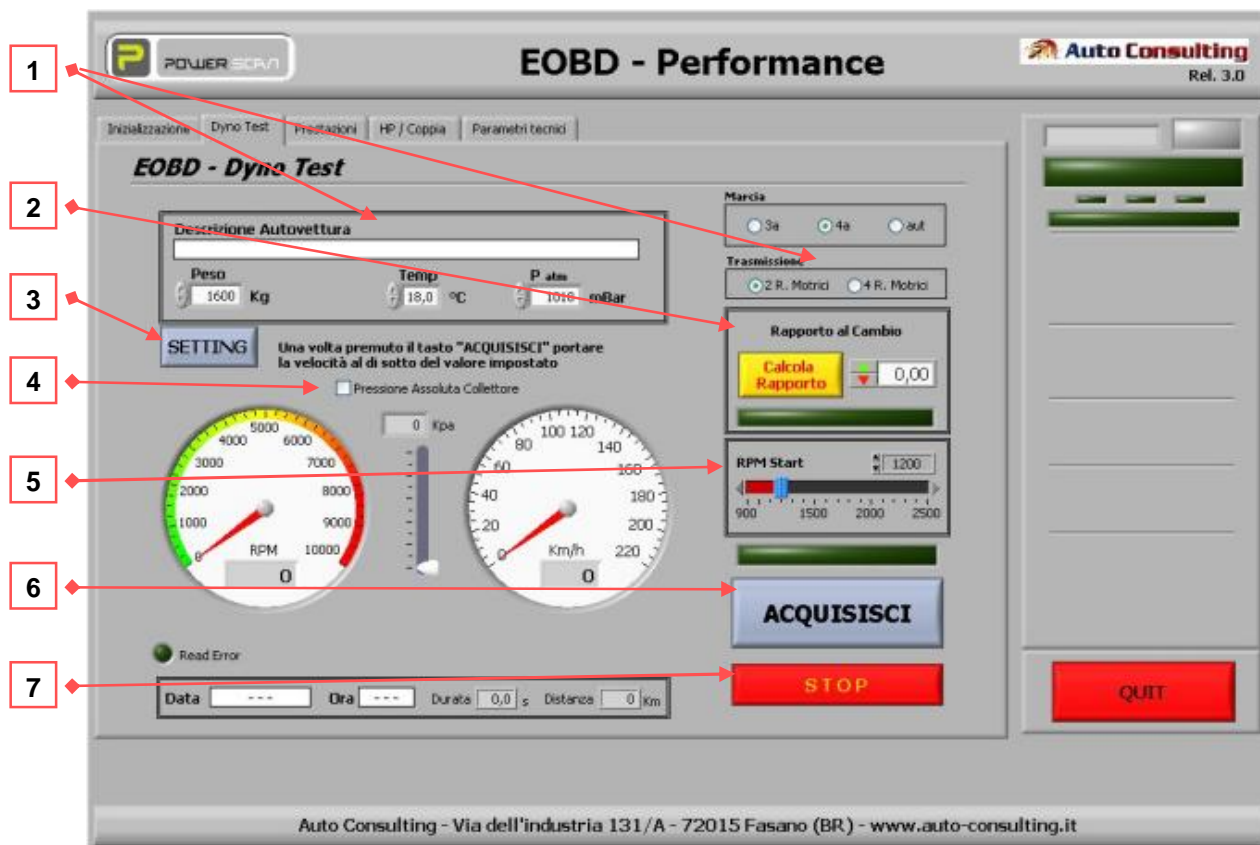 P POWER SCAN
EOBD - Performance
Auto Consulting
Rel. 3.0
Inizializzazione Dyno Test Prestazioni HP / Coppia Parametri tecnici
EOBD - Dyno Test
1
2
3
4
5
6
7
Descrizione Autovettura
Peso Temp P atm
1600 Kg 18,0 ºC 1010 mBar
SETTING
Una volta premuto il tasto "ACQUISISCI" portare
la velocità al di sotto del valore impostato
Pressione Assoluta Collettore
0 1000 2000 3000 4000 5000 6000 7000 8000 9000 10000
RPM
0
0 Kpa
0 20 40 60 80 100 120 140 160 180 200 220
Km/h
0
Marcia
3a 4a aut
Trasmissione
2 R. Motrici 4 R. Motrici
Rapporto al Cambio
Calcola
Rapporto
0,00
RPM Start 1200
900 1500 2000 2500
ACQUISISCI
STOP
Read Error
Data --- Ora --- Durata 0,0 s Distanza 0 Km
QUIT
Auto Consulting - Via dell'industria 131/A - 72015 Fasano (BR) - www.auto-consulting.it